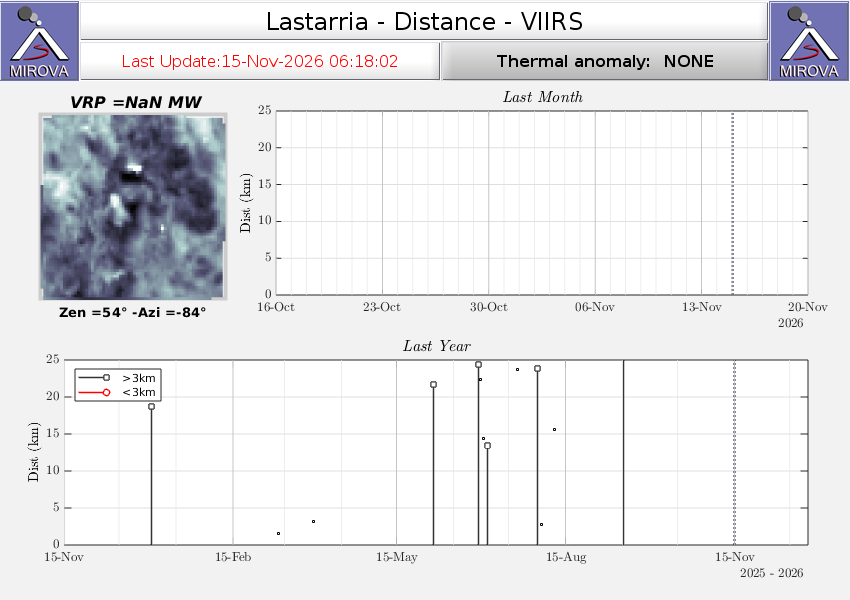 Lastarria - Distance - VIIRS
MIROVA
Last Update:15-Nov-2026 06:18:02
Thermal anomaly: NONE
MIROVA
VRP =NaN MW
Zen =54° -Azi =-84°
Last Month
Dist (km)
25
20
15
10
5
0
16-Oct 23-Oct 30-Oct 06-Nov 13-Nov 20-Nov
2026
Last Year
Dist (km)
25
20
15
10
5
0
>3km
<3km
15-Nov 15-Feb 15-May 15-Aug 15-Nov
2025 - 2026